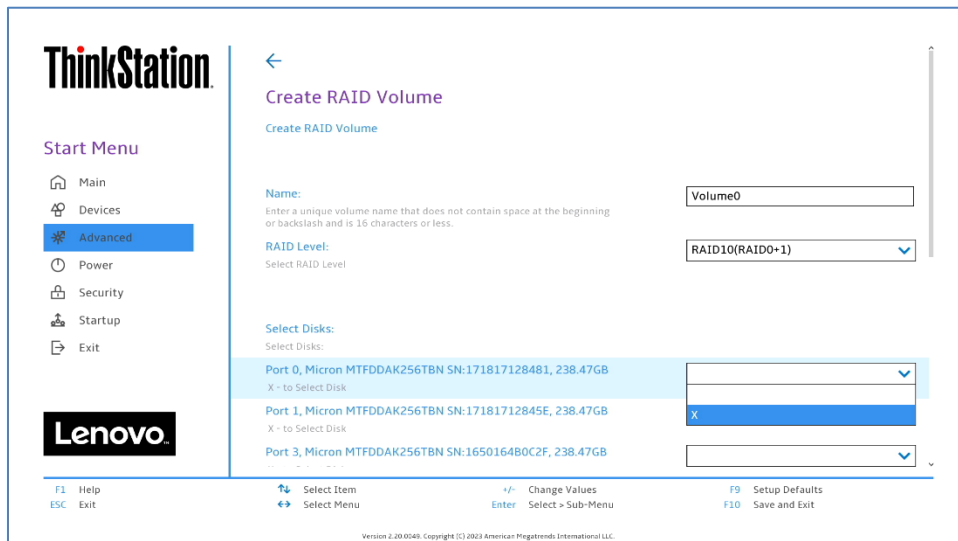 ThinkStation
Create RAID Volume
Create RAID Volume
Start Menu
Main
Devices
Advanced
Power
Security
Startup
Exit
Name:
Enter a unique volume name that does not contain space at the beginning
or backslash and is 16 characters or less.
Volume0
RAID Level:
Select RAID Level
RAID10(RAID0+1)
Select Disks:
Select Disks:
Port 0, Micron MTFDDAK256TBN SN:171817128481, 238.47GB
X - to Select Disk
X
Port 1, Micron MTFDDAK256TBN SN:17181712845E, 238.47GB
X - to Select Disk
Port 3, Micron MTFDDAK256TBN SN:1650164B0C2F, 238.47GB
Lenovo
F1 Help
ESC Exit
Select Item
Select Menu
+/- Change Values
Enter Select > Sub-Menu
F9 Setup Defaults
F10 Save and Exit
Version 2.20.0049. Copyright (C) 2023 American Megatrends International LLC.